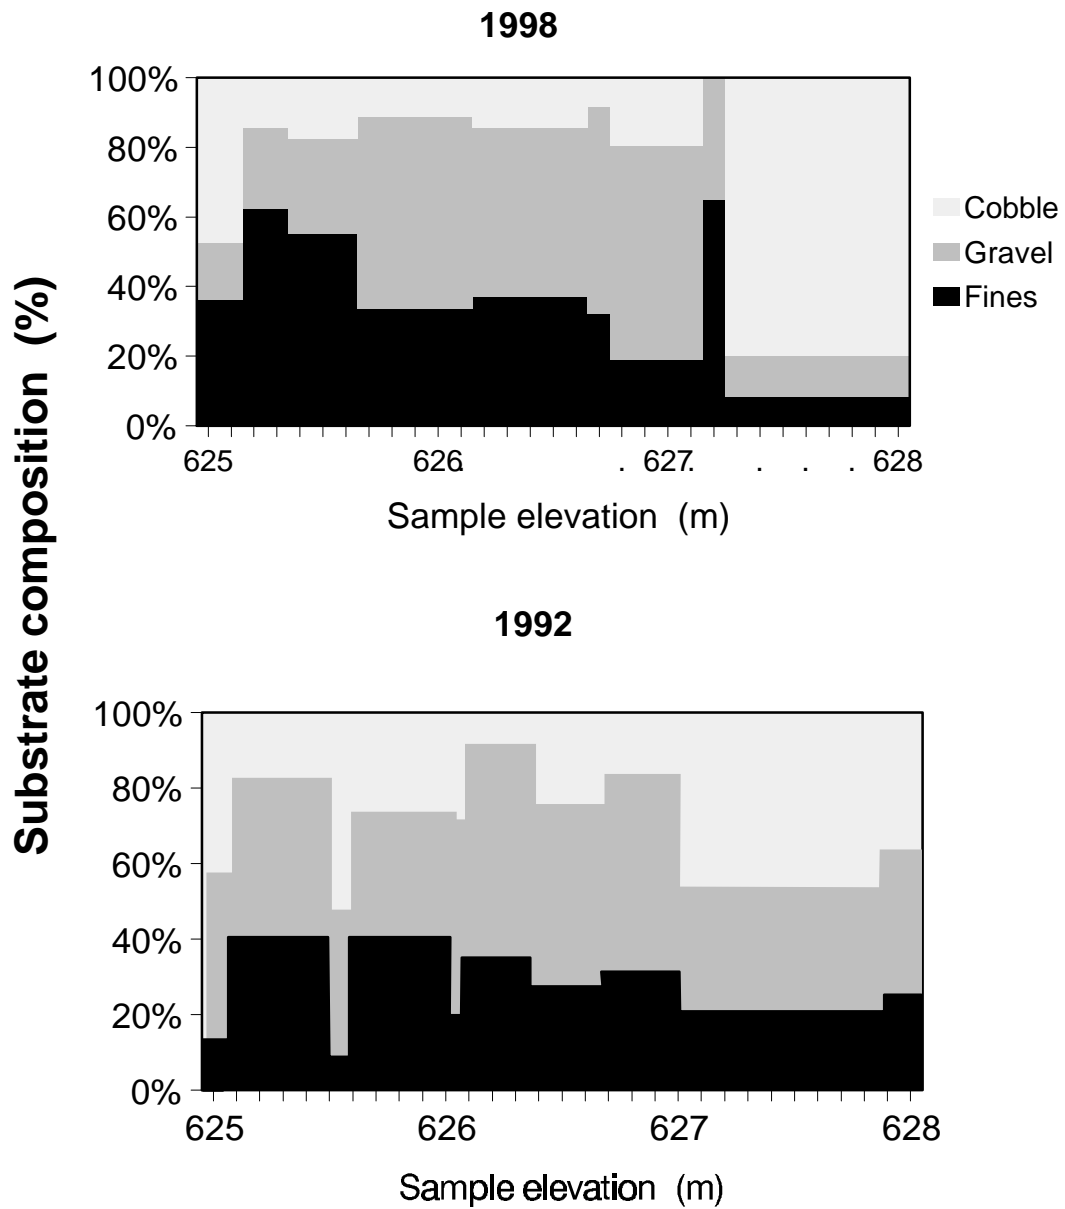 1998
100%
80%
60%
40%
20%
0%
625 626. . 627. . . . 628
Sample elevation (m)
Cobble
Gravel
Fines
Substrate composition (%)
1992
100%
80%
60%
40%
20%
0%
625 626 627 628
Sample elevation (m)